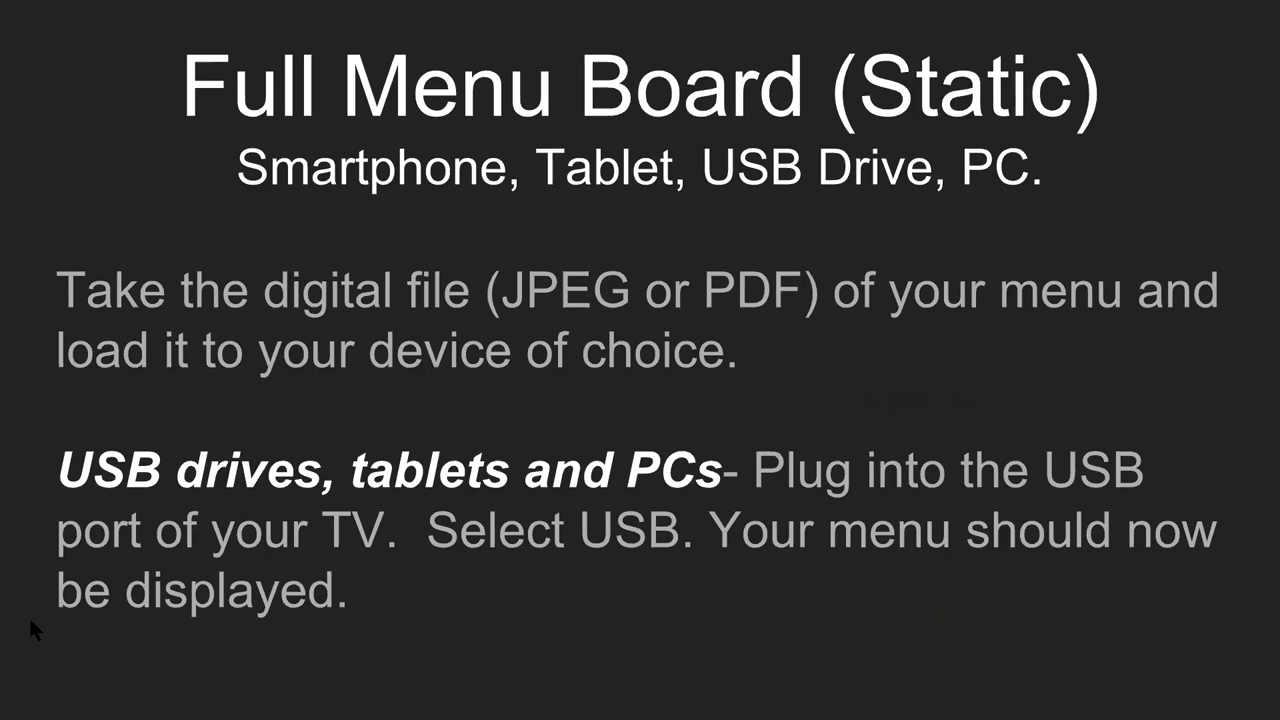 Full Menu Board (Static)
Smartphone, Tablet, USB Drive, PC.
Take the digital file (JPEG or PDF) of your menu and
load it to your device of choice.
USB drives, tablets and PCs- Plug into the USB
port of your TV.  Select USB. Your menu should now
be displayed.